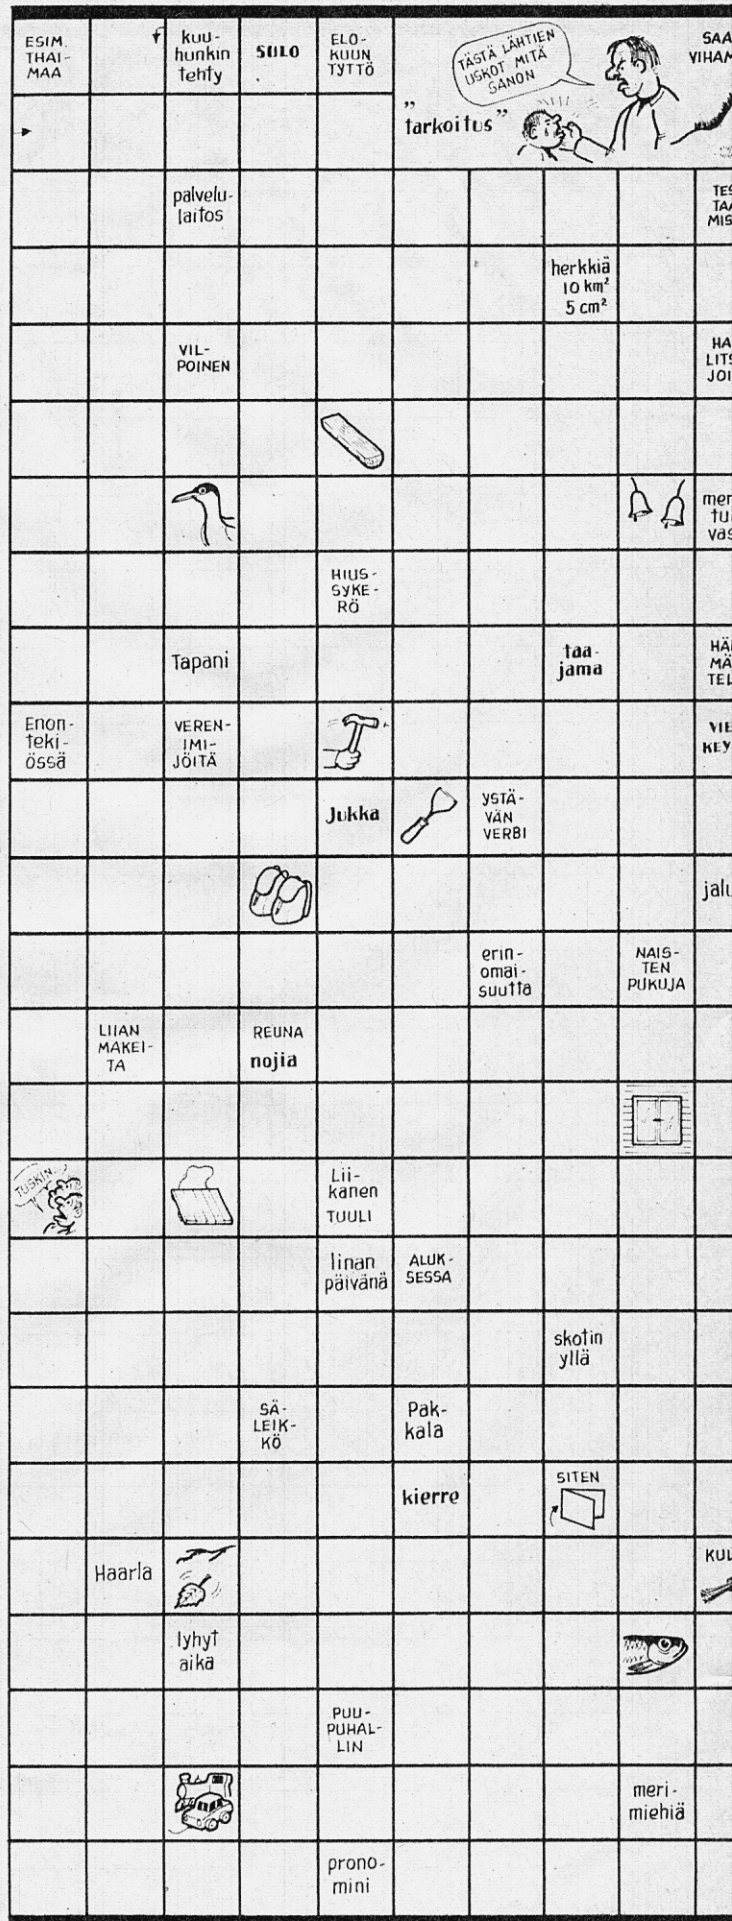 ESIM.
THAI-
MAA
kuu-
hunkin
tehty
SULO
ELO-
KUUN
TYTTÖ
TÄSTÄ LÄHTIEN
USKOT MITÄ
SANON
"tarkoitus"
palvelu-
laitos
herkkiä
10 km²
5 cm²
VIL-
POINEN
HIUS-
SYKE-
RÖ
Tapani
taa-
jama
Enon-
teki-
össä
VEREN-
IMI-
JÖITÄ
Jukka
YSTÄ-
VÄN
VERBI
erin-
omai-
suutta
NAIS-
TEN
PUKUJA
LIIAN
MAKEI-
TA
REUNA
nojia
TUSKIN
Lii-
kanen
TUULI
Iinan
päivänä
ALUK-
SESSA
skotin
yllä
SÄ-
LEIK-
KÖ
Pak-
kala
kierre
SITEN
Haarla
lyhyt
aika
PUU-
PUHAL-
LIN
meri-
miehiä
prono-
mini